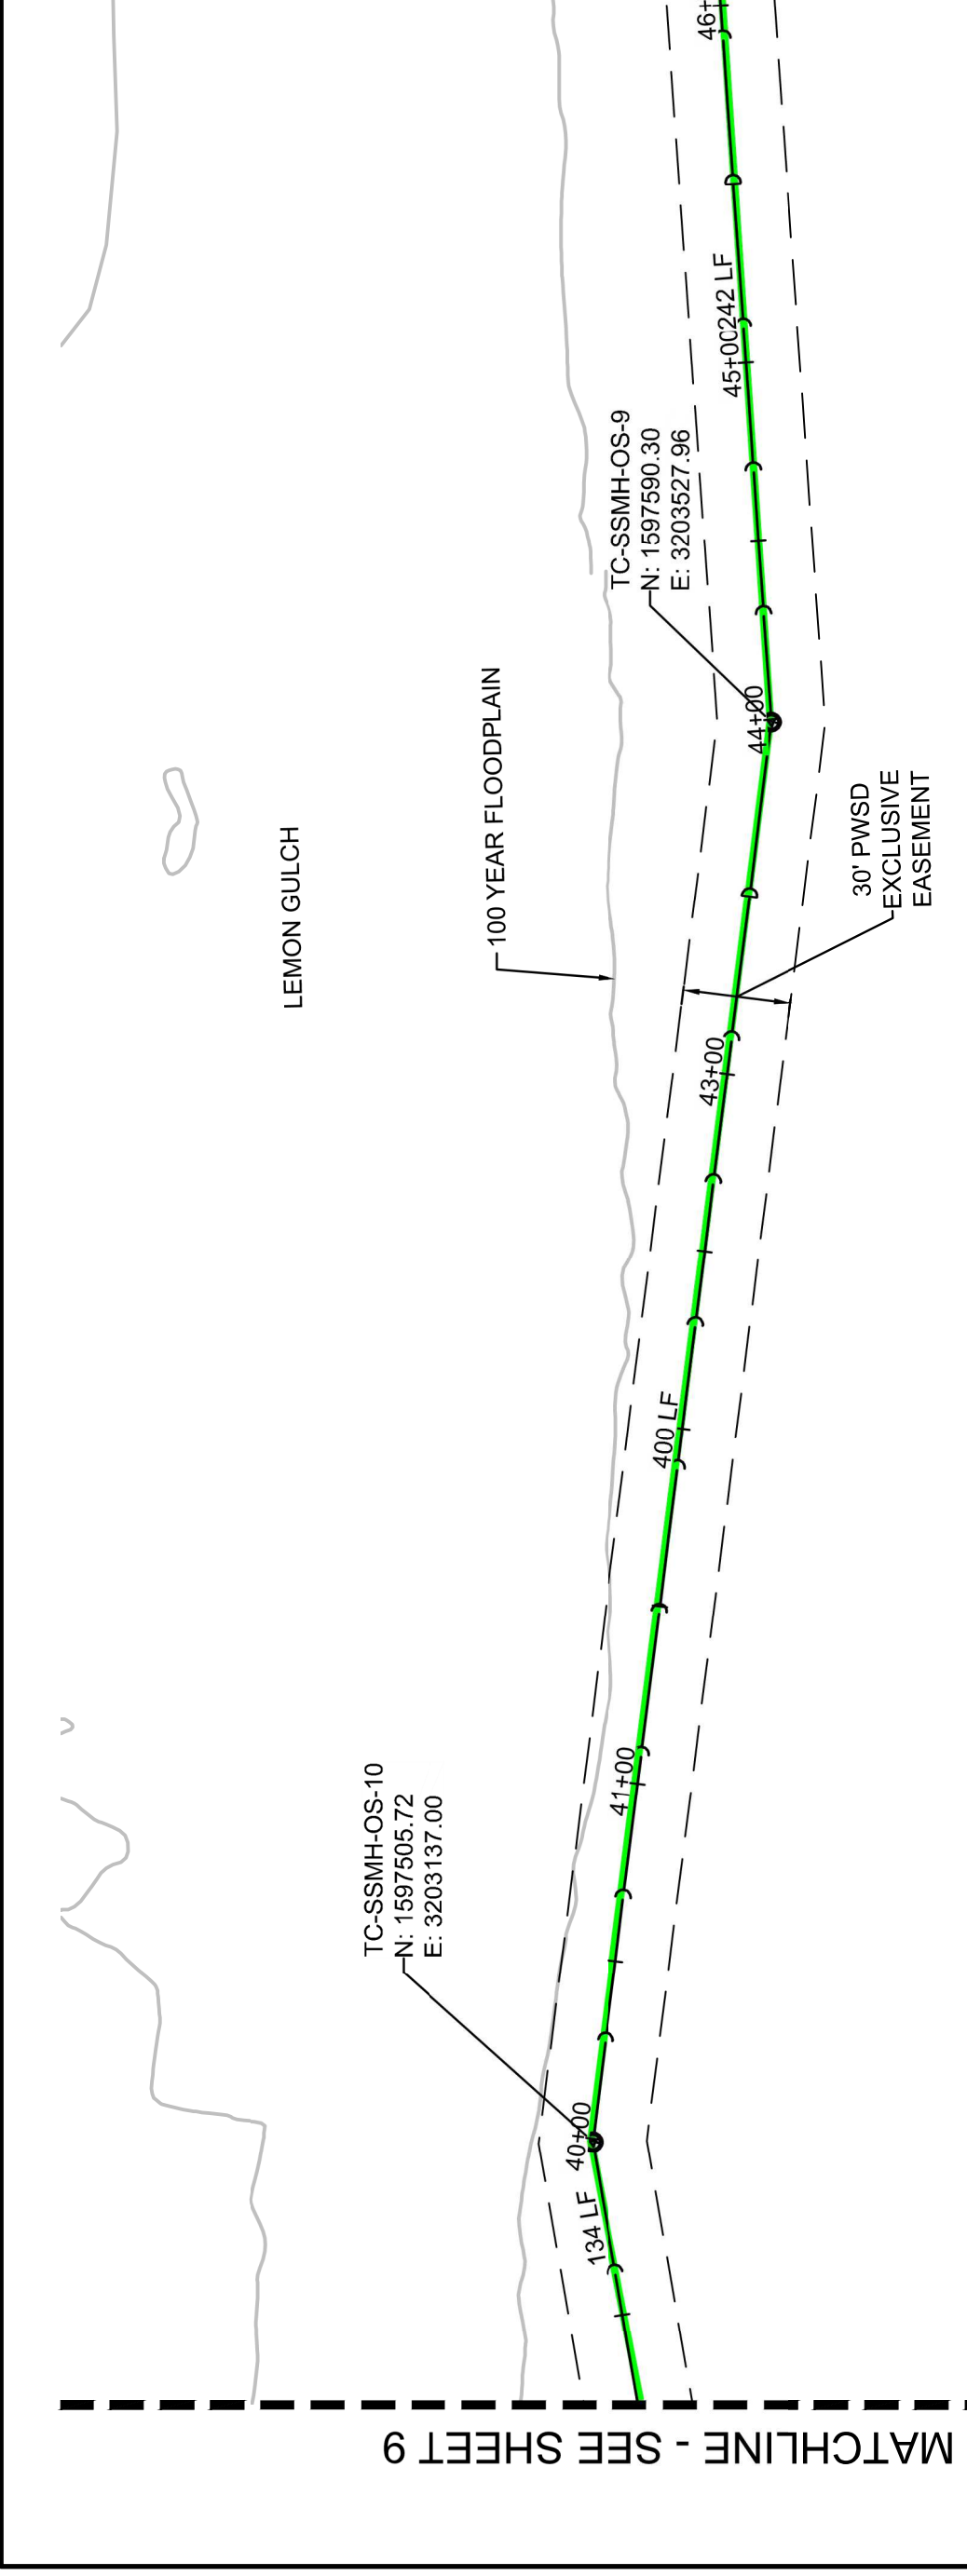 MATCHLINE - SEE SHEET 9
134 LF
40+00
TC-SSMH-OS-10
N: 1597505.72
E: 3203137.00
41+00
400 LF
43+00
LEMON GULCH
100 YEAR FLOODPLAIN
30' PWSD
EXCLUSIVE
EASEMENT
44+00
TC-SSMH-OS-9
N: 1597590.30
E: 3203527.96
45+00
242 LF
46+